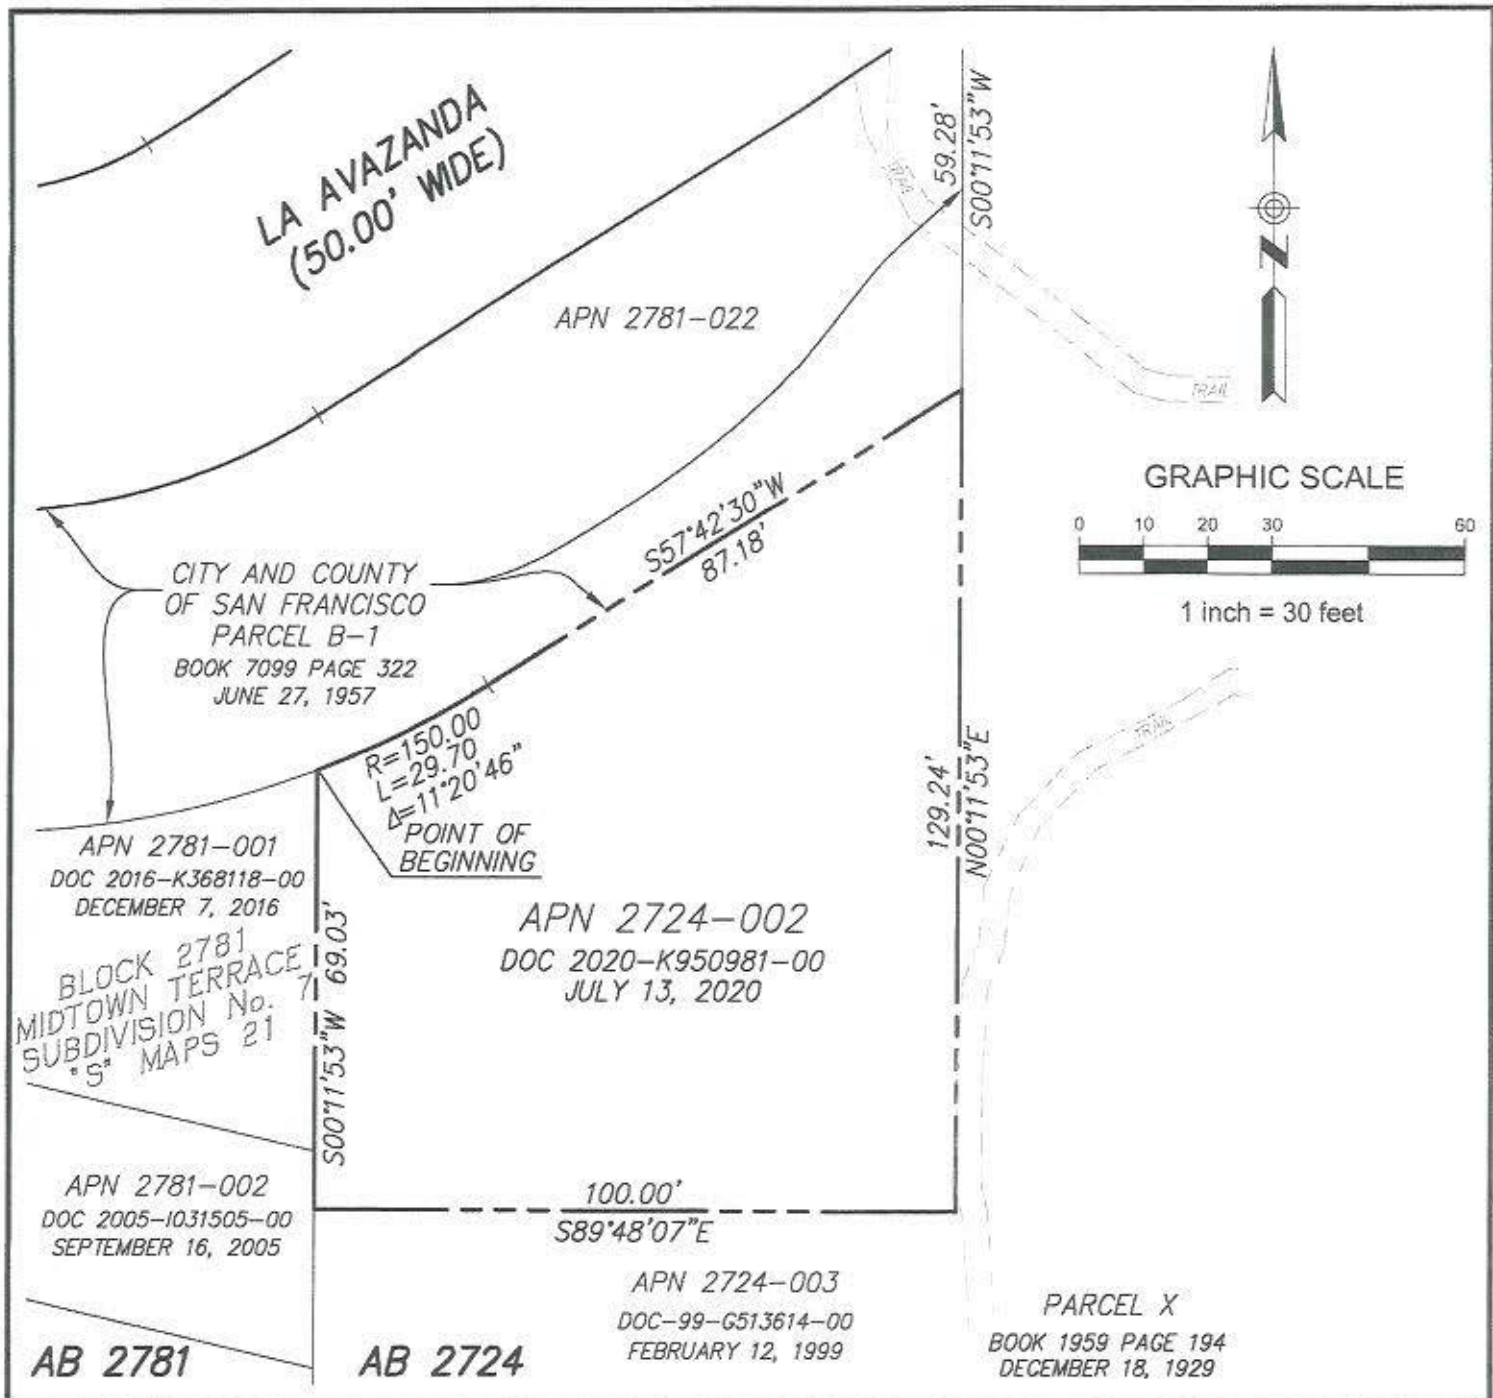 LA AVAZANDA
(50.00' WIDE)
59.28'
S00°11'53"W
TRAIL
N
APN 2781-022
TRAIL
GRAPHIC SCALE
0 10 20 30 60
1 inch = 30 feet
S57°42'30"W
87.18'
CITY AND COUNTY
OF SAN FRANCISCO
PARCEL B-1
BOOK 7099 PAGE 322
JUNE 27, 1957
R=150.00
L=29.70
Δ=11°20'46"
POINT OF
BEGINNING
TRAIL
129.24'
N00°11'53"E
APN 2781-001
DOC 2016-K368118-00
DECEMBER 7, 2016
BLOCK 2781
MIDTOWN TERRACE
SUBDIVISION No. 7
"S" MAPS 21
S00°11'53"W 69.03'
APN 2724-002
DOC 2020-K950981-00
JULY 13, 2020
APN 2781-002
DOC 2005-I031505-00
SEPTEMBER 16, 2005
100.00'
S89°48'07"E
APN 2724-003
DOC-99-G513614-00
FEBRUARY 12, 1999
PARCEL X
BOOK 1959 PAGE 194
DECEMBER 18, 1929
AB 2781
AB 2724